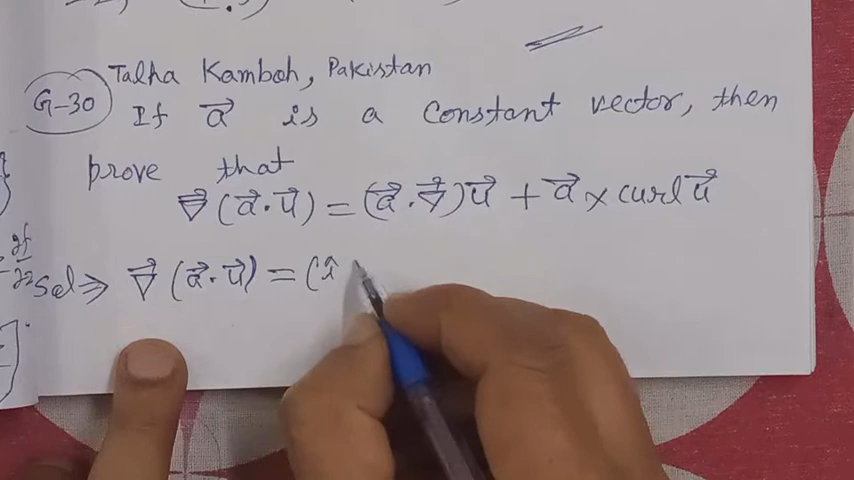 Talha Kamboh, Pakistan
G-30 If a⃗ is a constant vector, then
prove that
∇⃗(a⃗·u⃗) = (a⃗·∇⃗)u⃗ + a⃗ × curl u⃗
Sol ⇒ ∇⃗(a⃗·u⃗) = (î